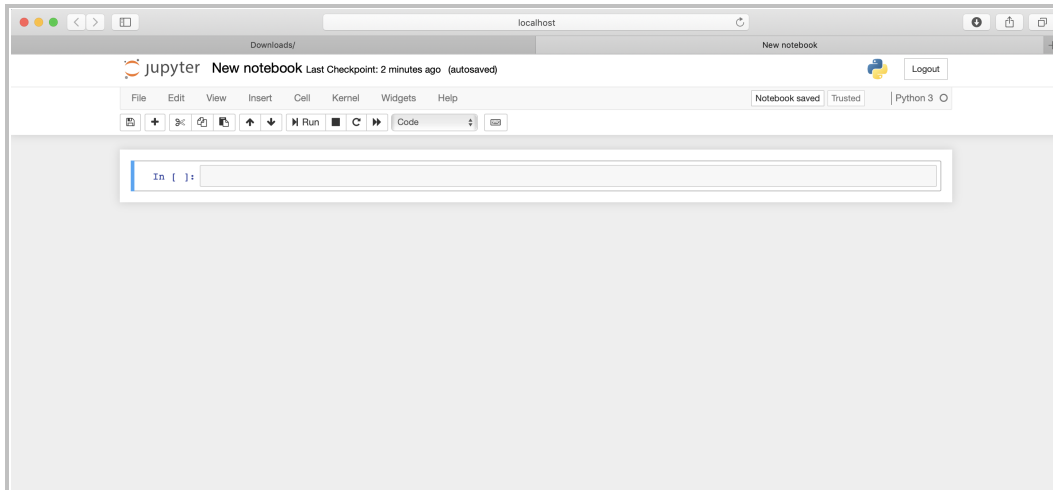 localhost
Downloads/ New notebook
jupyter New notebook Last Checkpoint: 2 minutes ago (autosaved) Logout
File Edit View Insert Cell Kernel Widgets Help Notebook saved Trusted Python 3
Run Code
In [ ]: